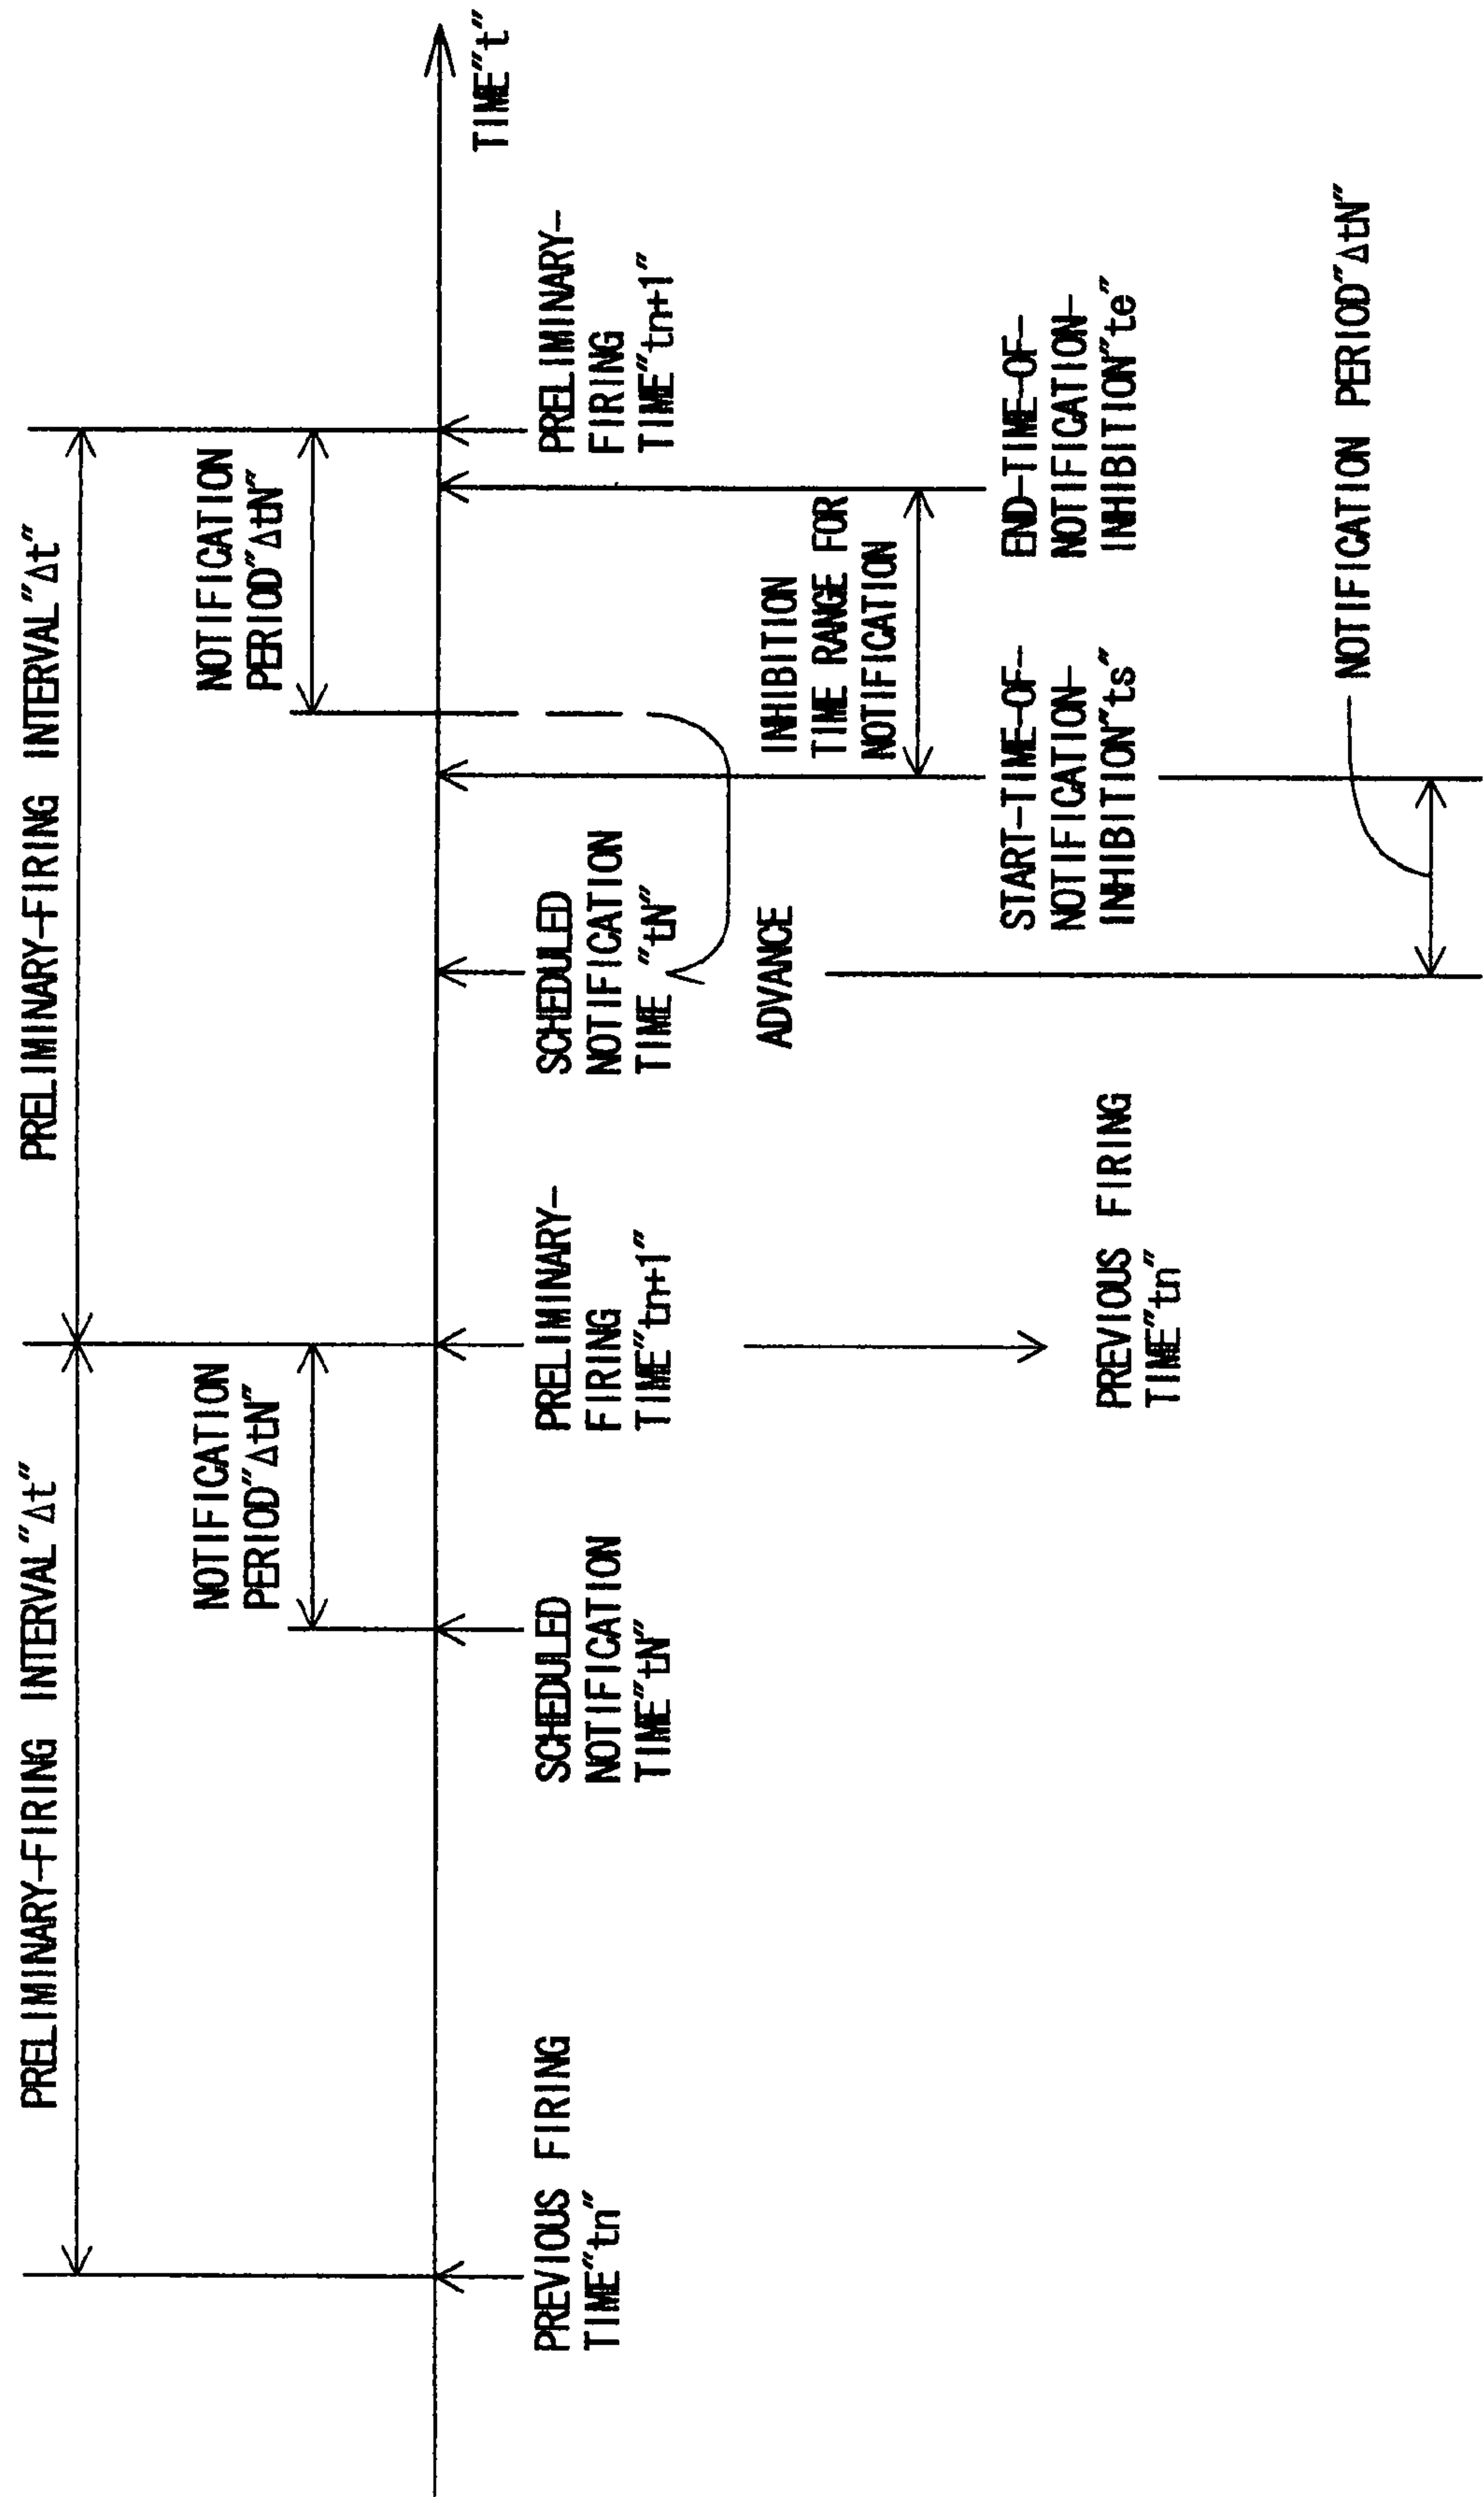 PRELIMINARY-FIRING INTERVAL"Δt"
PRELIMINARY-FIRING INTERVAL"Δt"
NOTIFICATION
PERIOD"ΔtN"
NOTIFICATION
PERIOD"ΔtN"
TIME"t"
PREVIOUS FIRING
TIME"tn"
SCHEDULED
NOTIFICATION
TIME"tN"
PRELIMINARY-
FIRING
TIME"tn+1"
SCHEDULED
NOTIFICATION
TIME "tN"
PRELIMINARY-
FIRING
TIME"tn+1"
ADVANCE
INHIBITION
TIME RANGE FOR
NOTIFICATION
PREVIOUS FIRING
TIME"tn"
START-TIME-OF-
NOTIFICATION-
INHIBITION"ts"
END-TIME-OF-
NOTIFICATION-
INHIBITION"te"
NOTIFICATION PERIOD"ΔtN"